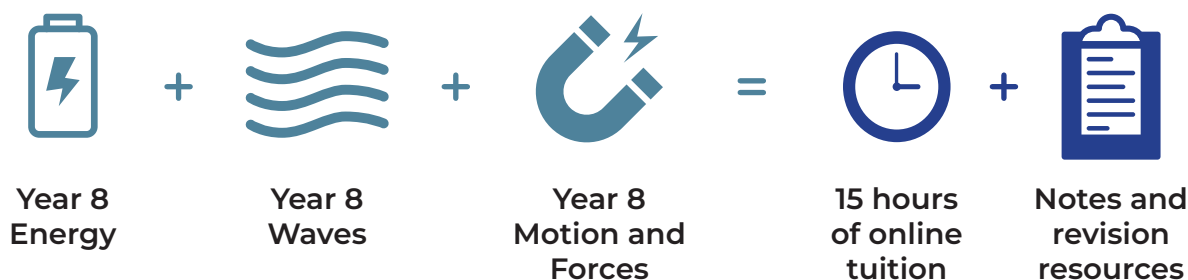 + + = +
Year 8
Energy
Year 8
Waves
Year 8
Motion and
Forces
15 hours
of online
tuition
Notes and
revision
resources